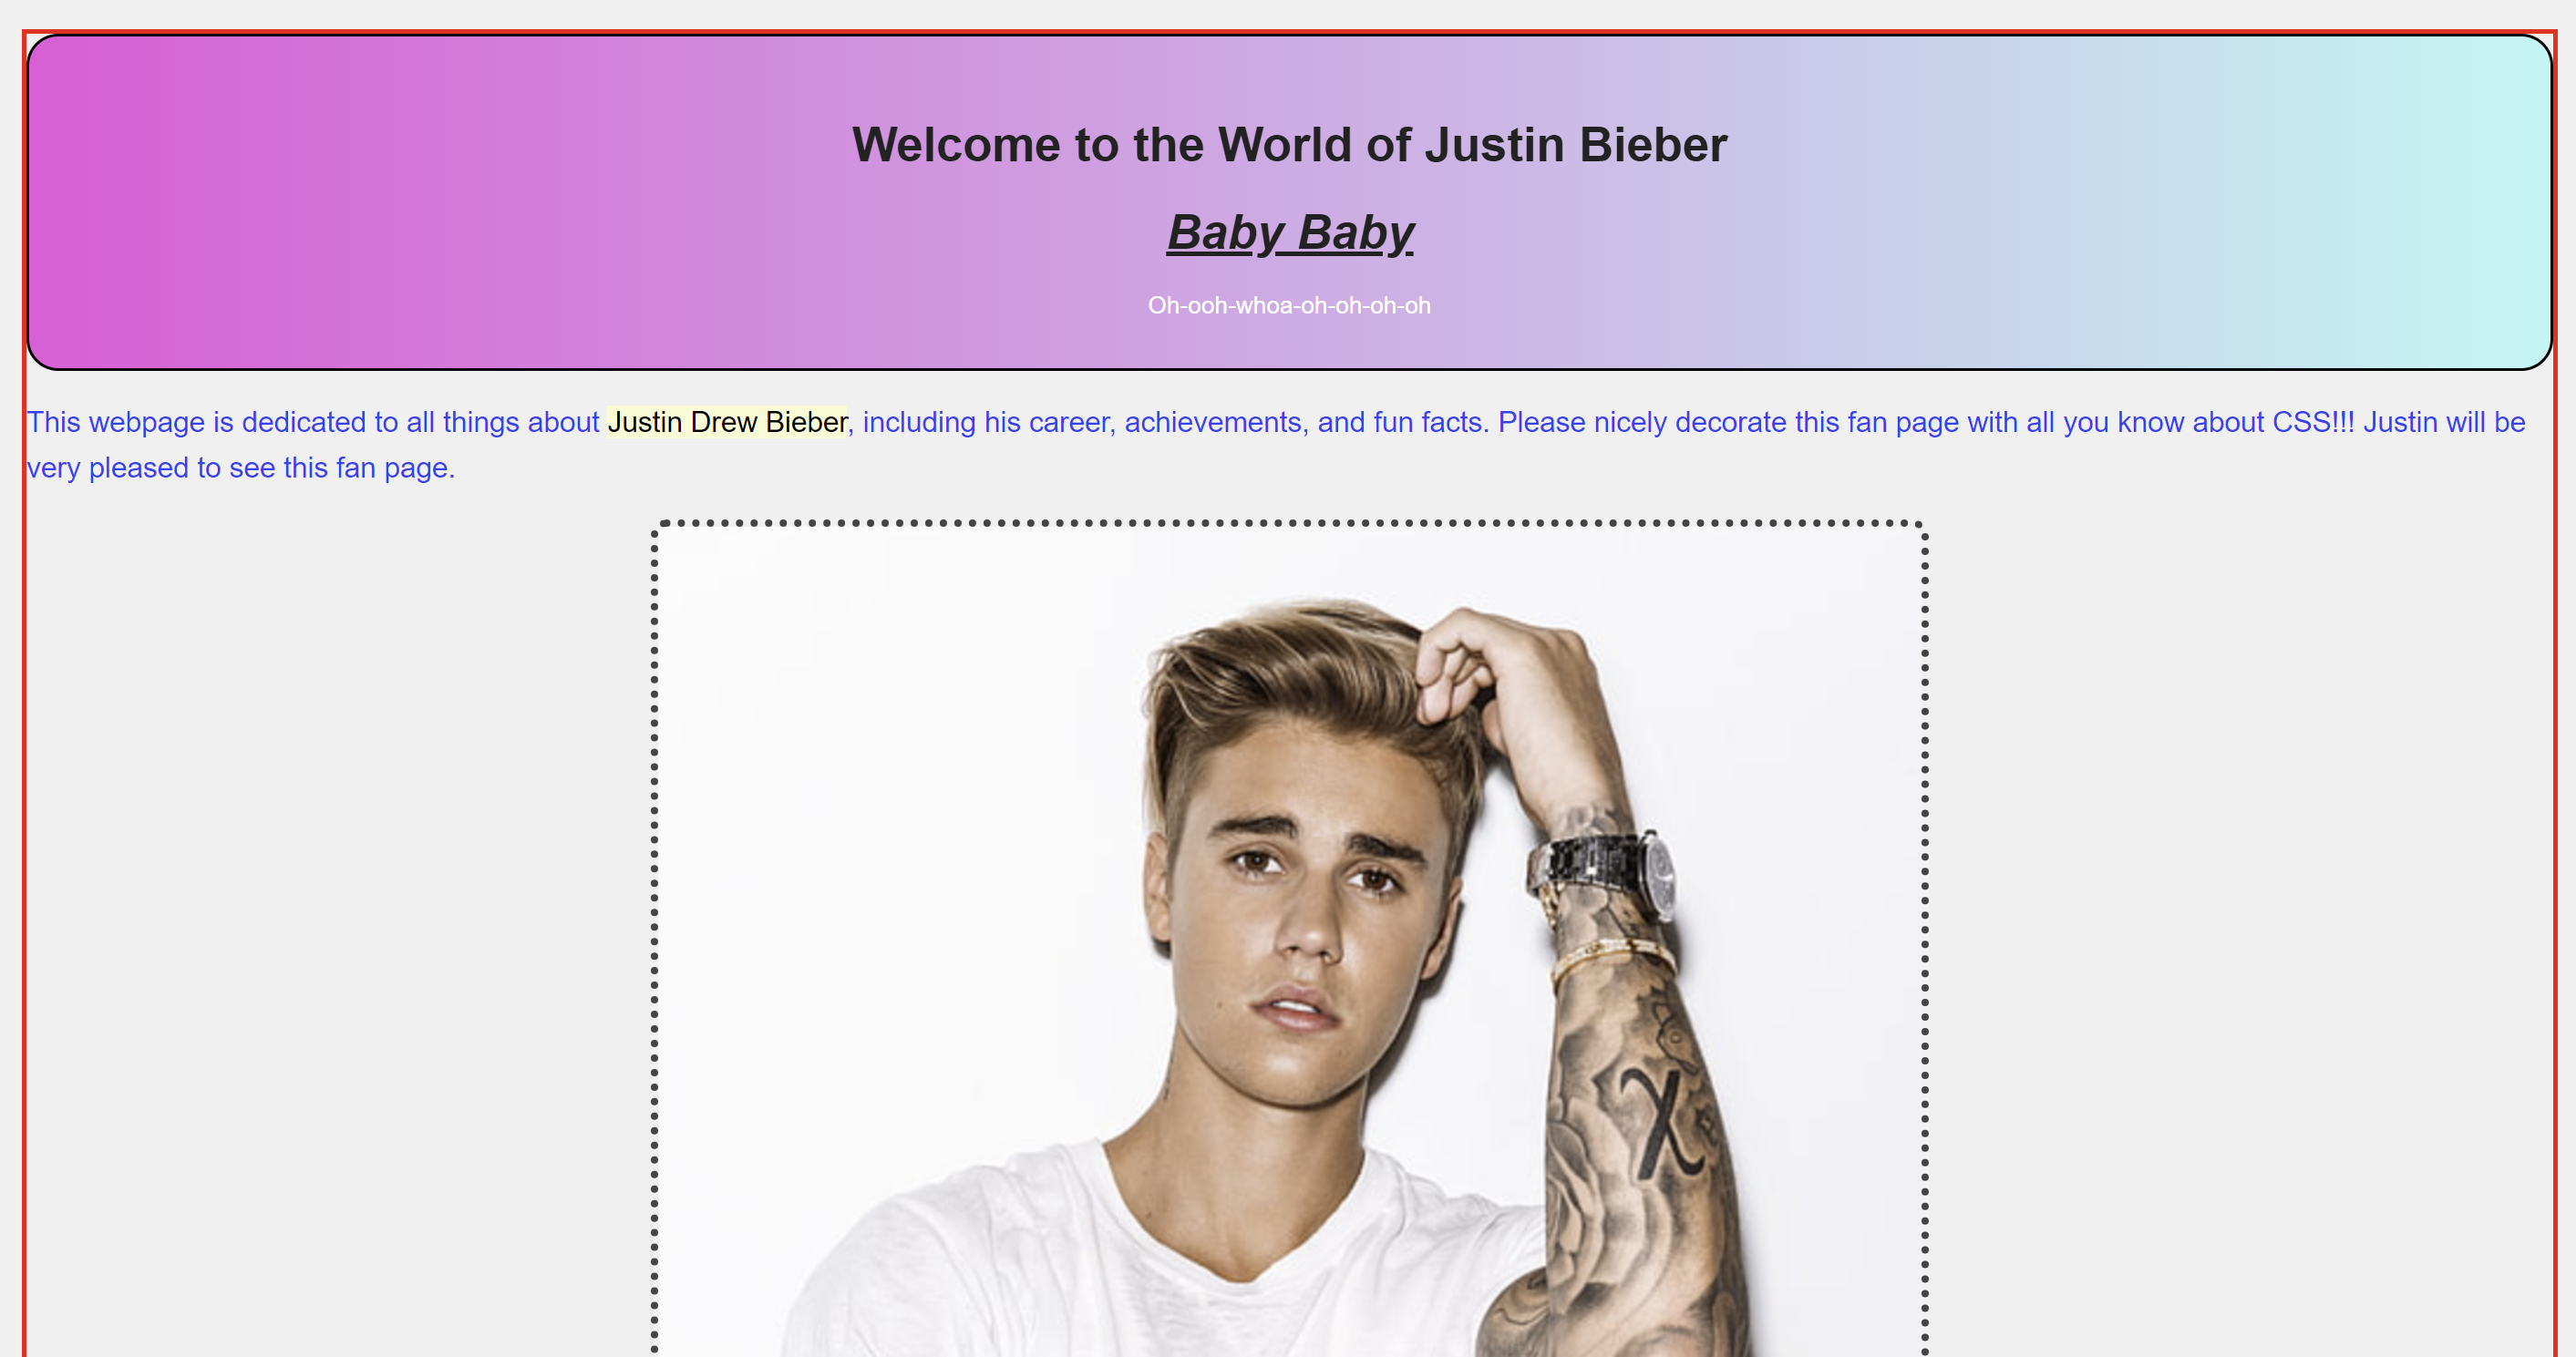 Welcome to the World of Justin Bieber
Baby Baby
Oh-ooh-whoa-oh-oh-oh-oh
This webpage is dedicated to all things about Justin Drew Bieber, including his career, achievements, and fun facts. Please nicely decorate this fan page with all you know about CSS!!! Justin will be
very pleased to see this fan page.